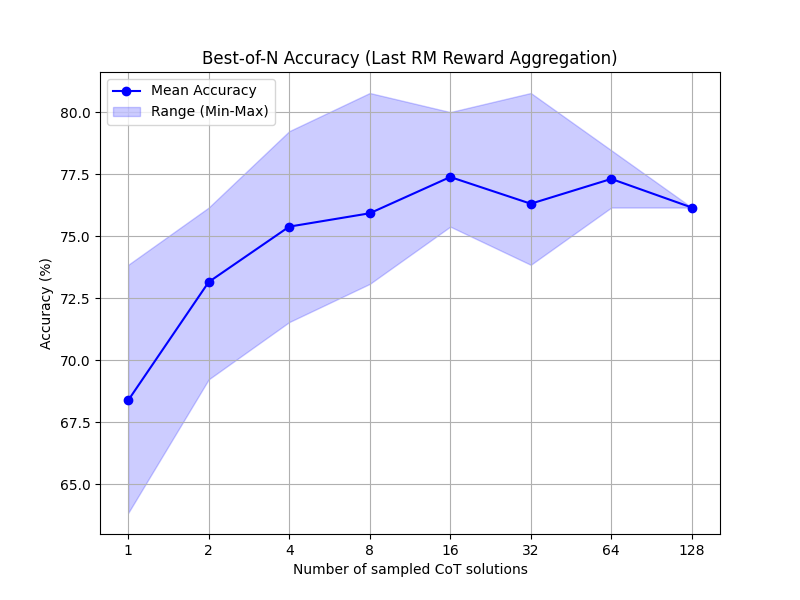 Best-of-N Accuracy (Last RM Reward Aggregation)
Mean Accuracy
Range (Min-Max)
Accuracy (%)
80.0
77.5
75.0
72.5
70.0
67.5
65.0
1 2 4 8 16 32 64 128
Number of sampled CoT solutions